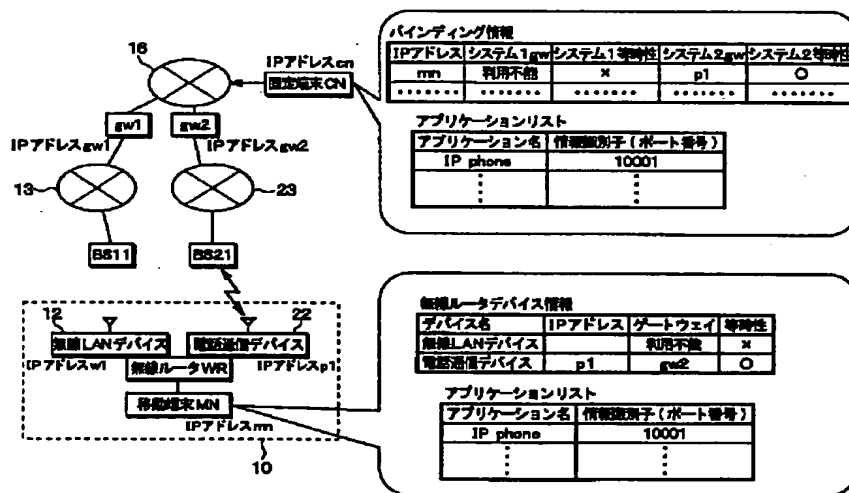 16
IPアドレスcn
固定端末CN
gw1
gw2
IPアドレスgw1
IPアドレスgw2
13
23
BS11
BS21
12
22
無線LANデバイス
電話通信デバイス
IPアドレスw1
IPアドレスp1
無線ルータWR
移動端末MN
IPアドレスmn
10
バインディング情報
IPアドレス システム1gw システム1等時性 システム2gw システム2等時性
mn 利用不能 × p1 ○
アプリケーションリスト
アプリケーション名 情報識別子(ポート番号)
IP phone 10001
無線ルータデバイス情報
デバイス名 IPアドレス ゲートウェイ 等時性
無線LANデバイス 利用不能 ×
電話通信デバイス p1 gw2 ○
アプリケーションリスト
アプリケーション名 情報識別子(ポート番号)
IP phone 10001